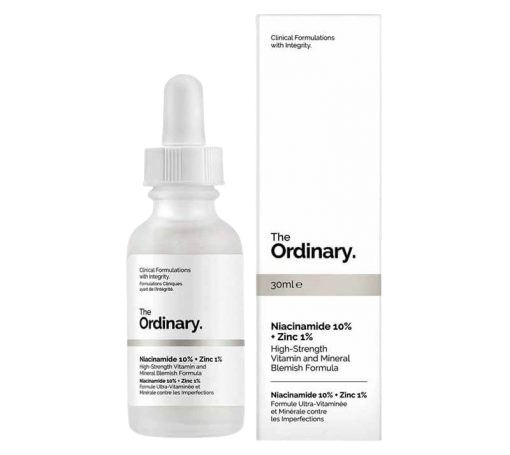 Clinical Formulations
with Integrity.
The
Ordinary.
30ml e
Niacinamide 10%
+ Zinc 1%
High-Strength
Vitamin and Mineral
Blemish Formula
Niacinamide 10% + Zinc 1%
Formule Ultra-Vitaminée
et Minérale contre
les Imperfections
Clinical Formulations
with Integrity.
Formulations Cliniques
ayant de l'Intégrité
The
Ordinary.
Niacinamide 10% + Zinc 1%
High-Strength Vitamin and
Mineral Blemish Formula
Niacinamide 10% + Zinc 1%
Formule Ultra-Vitaminée et
Minérale contre les Imperfections